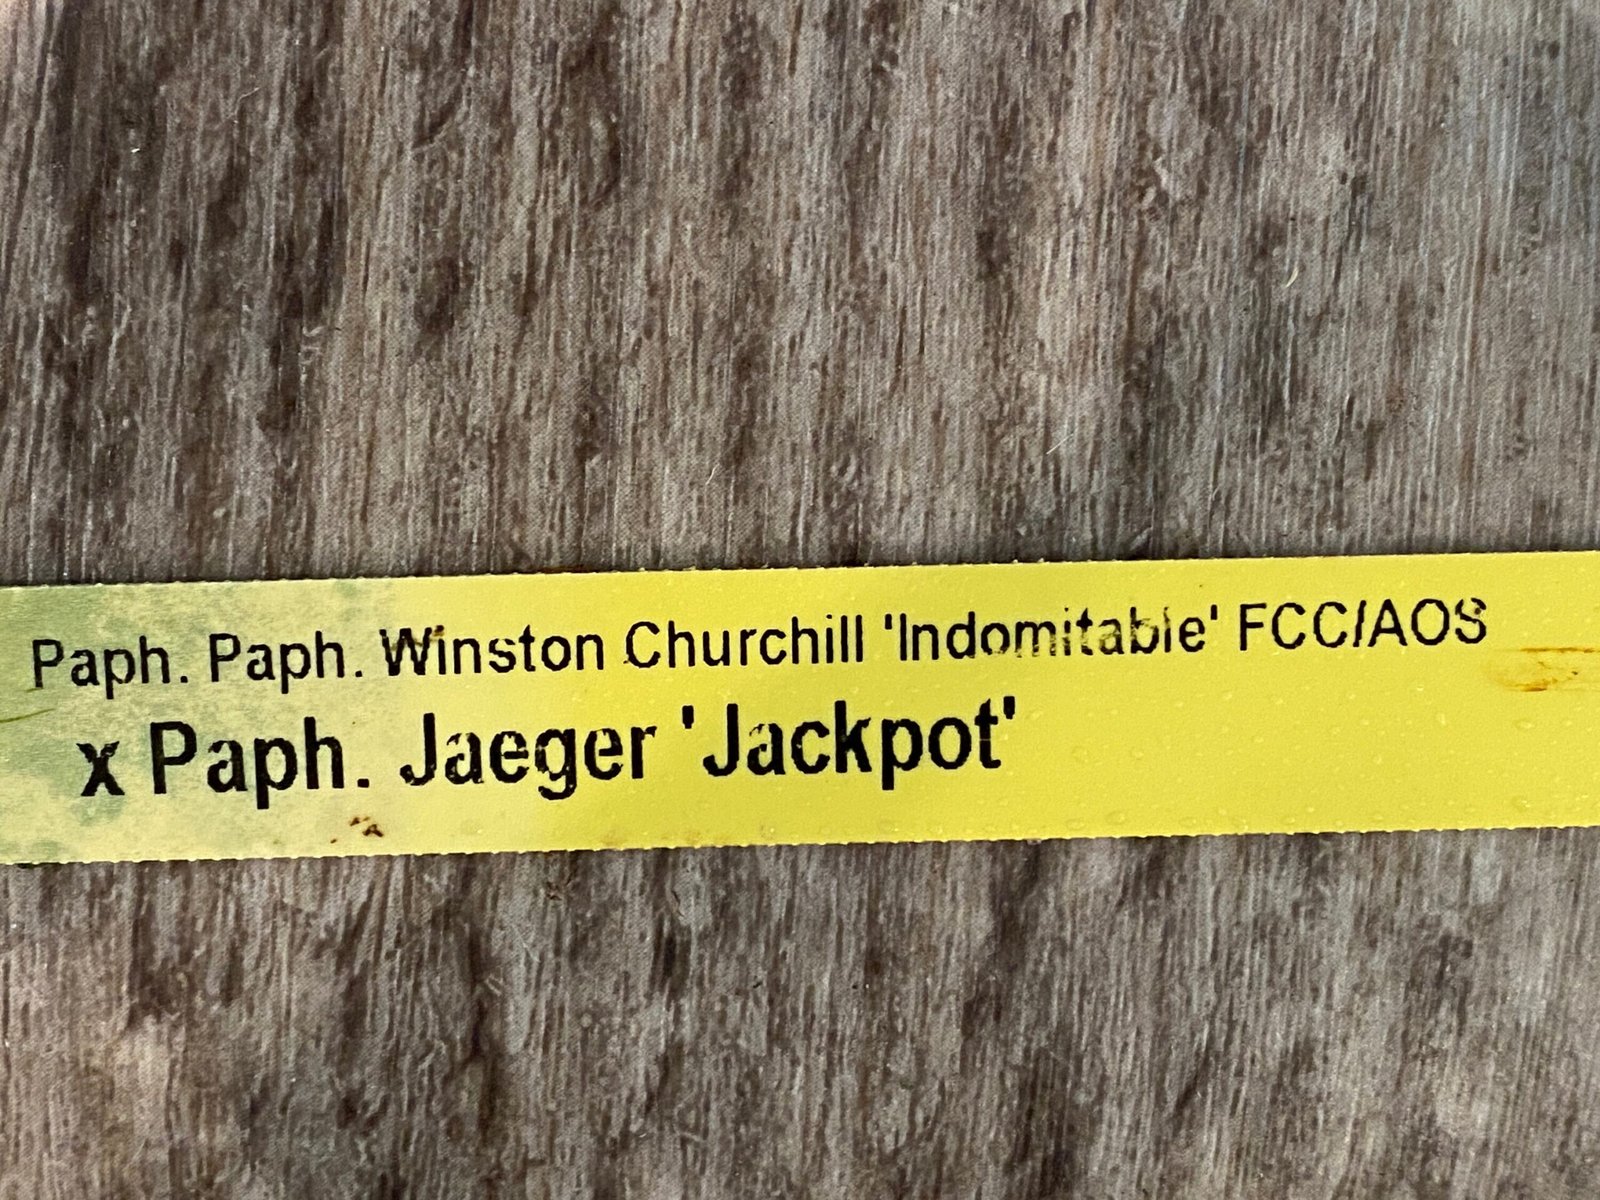 Paph. Paph. Winston Churchill 'Indomitable' FCC/AOS
x Paph. Jaeger 'Jackpot'